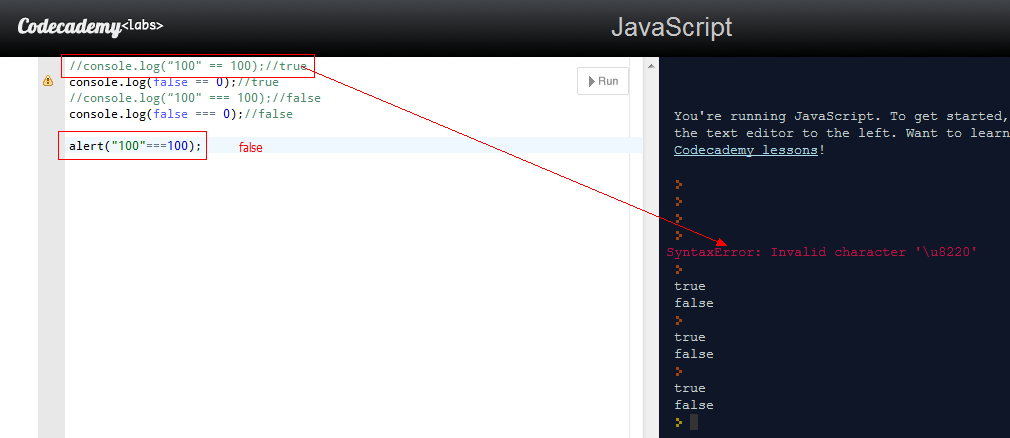 Codecademy<labs>
JavaScript
//console.log(“100" == 100);//true
console.log(false == 0);//true
//console.log(“100" === 100);//false
console.log(false === 0);//false
alert("100"===100);
false
Run
You're running JavaScript. To get started,
the text editor to the left. Want to learn
Codecademy lessons!
SyntaxError: Invalid character '\u8220'
true
false
true
false
true
false